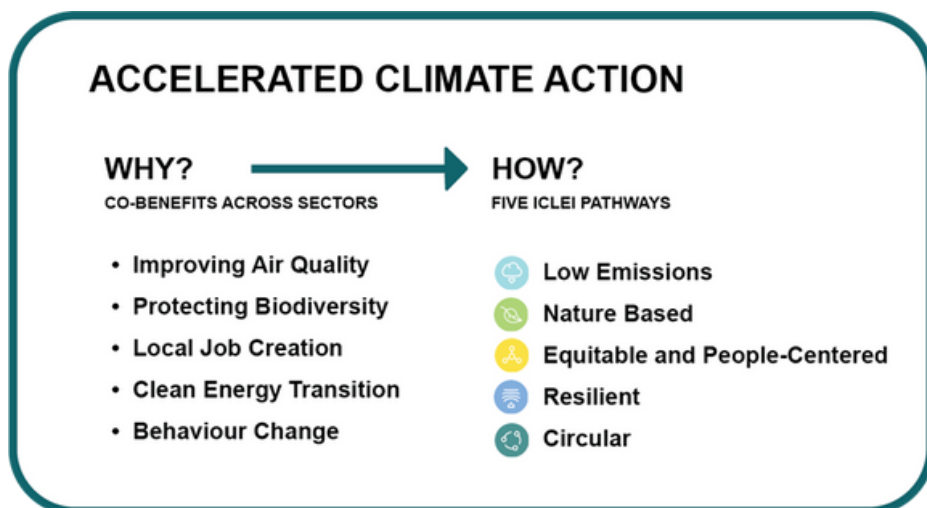 ACCELERATED CLIMATE ACTION
WHY?
CO-BENEFITS ACROSS SECTORS
• Improving Air Quality
• Protecting Biodiversity
• Local Job Creation
• Clean Energy Transition
• Behaviour Change
HOW?
FIVE ICLEI PATHWAYS
Low Emissions
Nature Based
Equitable and People-Centered
Resilient
Circular